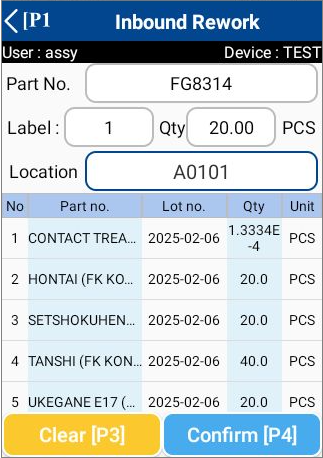 [P1 Inbound Rework
User : assy Device : TEST
Part No. FG8314
Label : 1 Qty 20.00 PCS
Location A0101
No Part no. Lot no. Qty Unit
1 CONTACT TREA... 2025-02-06 1.3334E-4 PCS
2 HONTAI (FK KO... 2025-02-06 20.0 PCS
3 SETSHOKUHEN... 2025-02-06 20.0 PCS
4 TANSHI (FK KON... 2025-02-06 40.0 PCS
5 UKEGANE E17 (... 2025-02-06 20.0 PCS
Clear [P3] Confirm [P4]